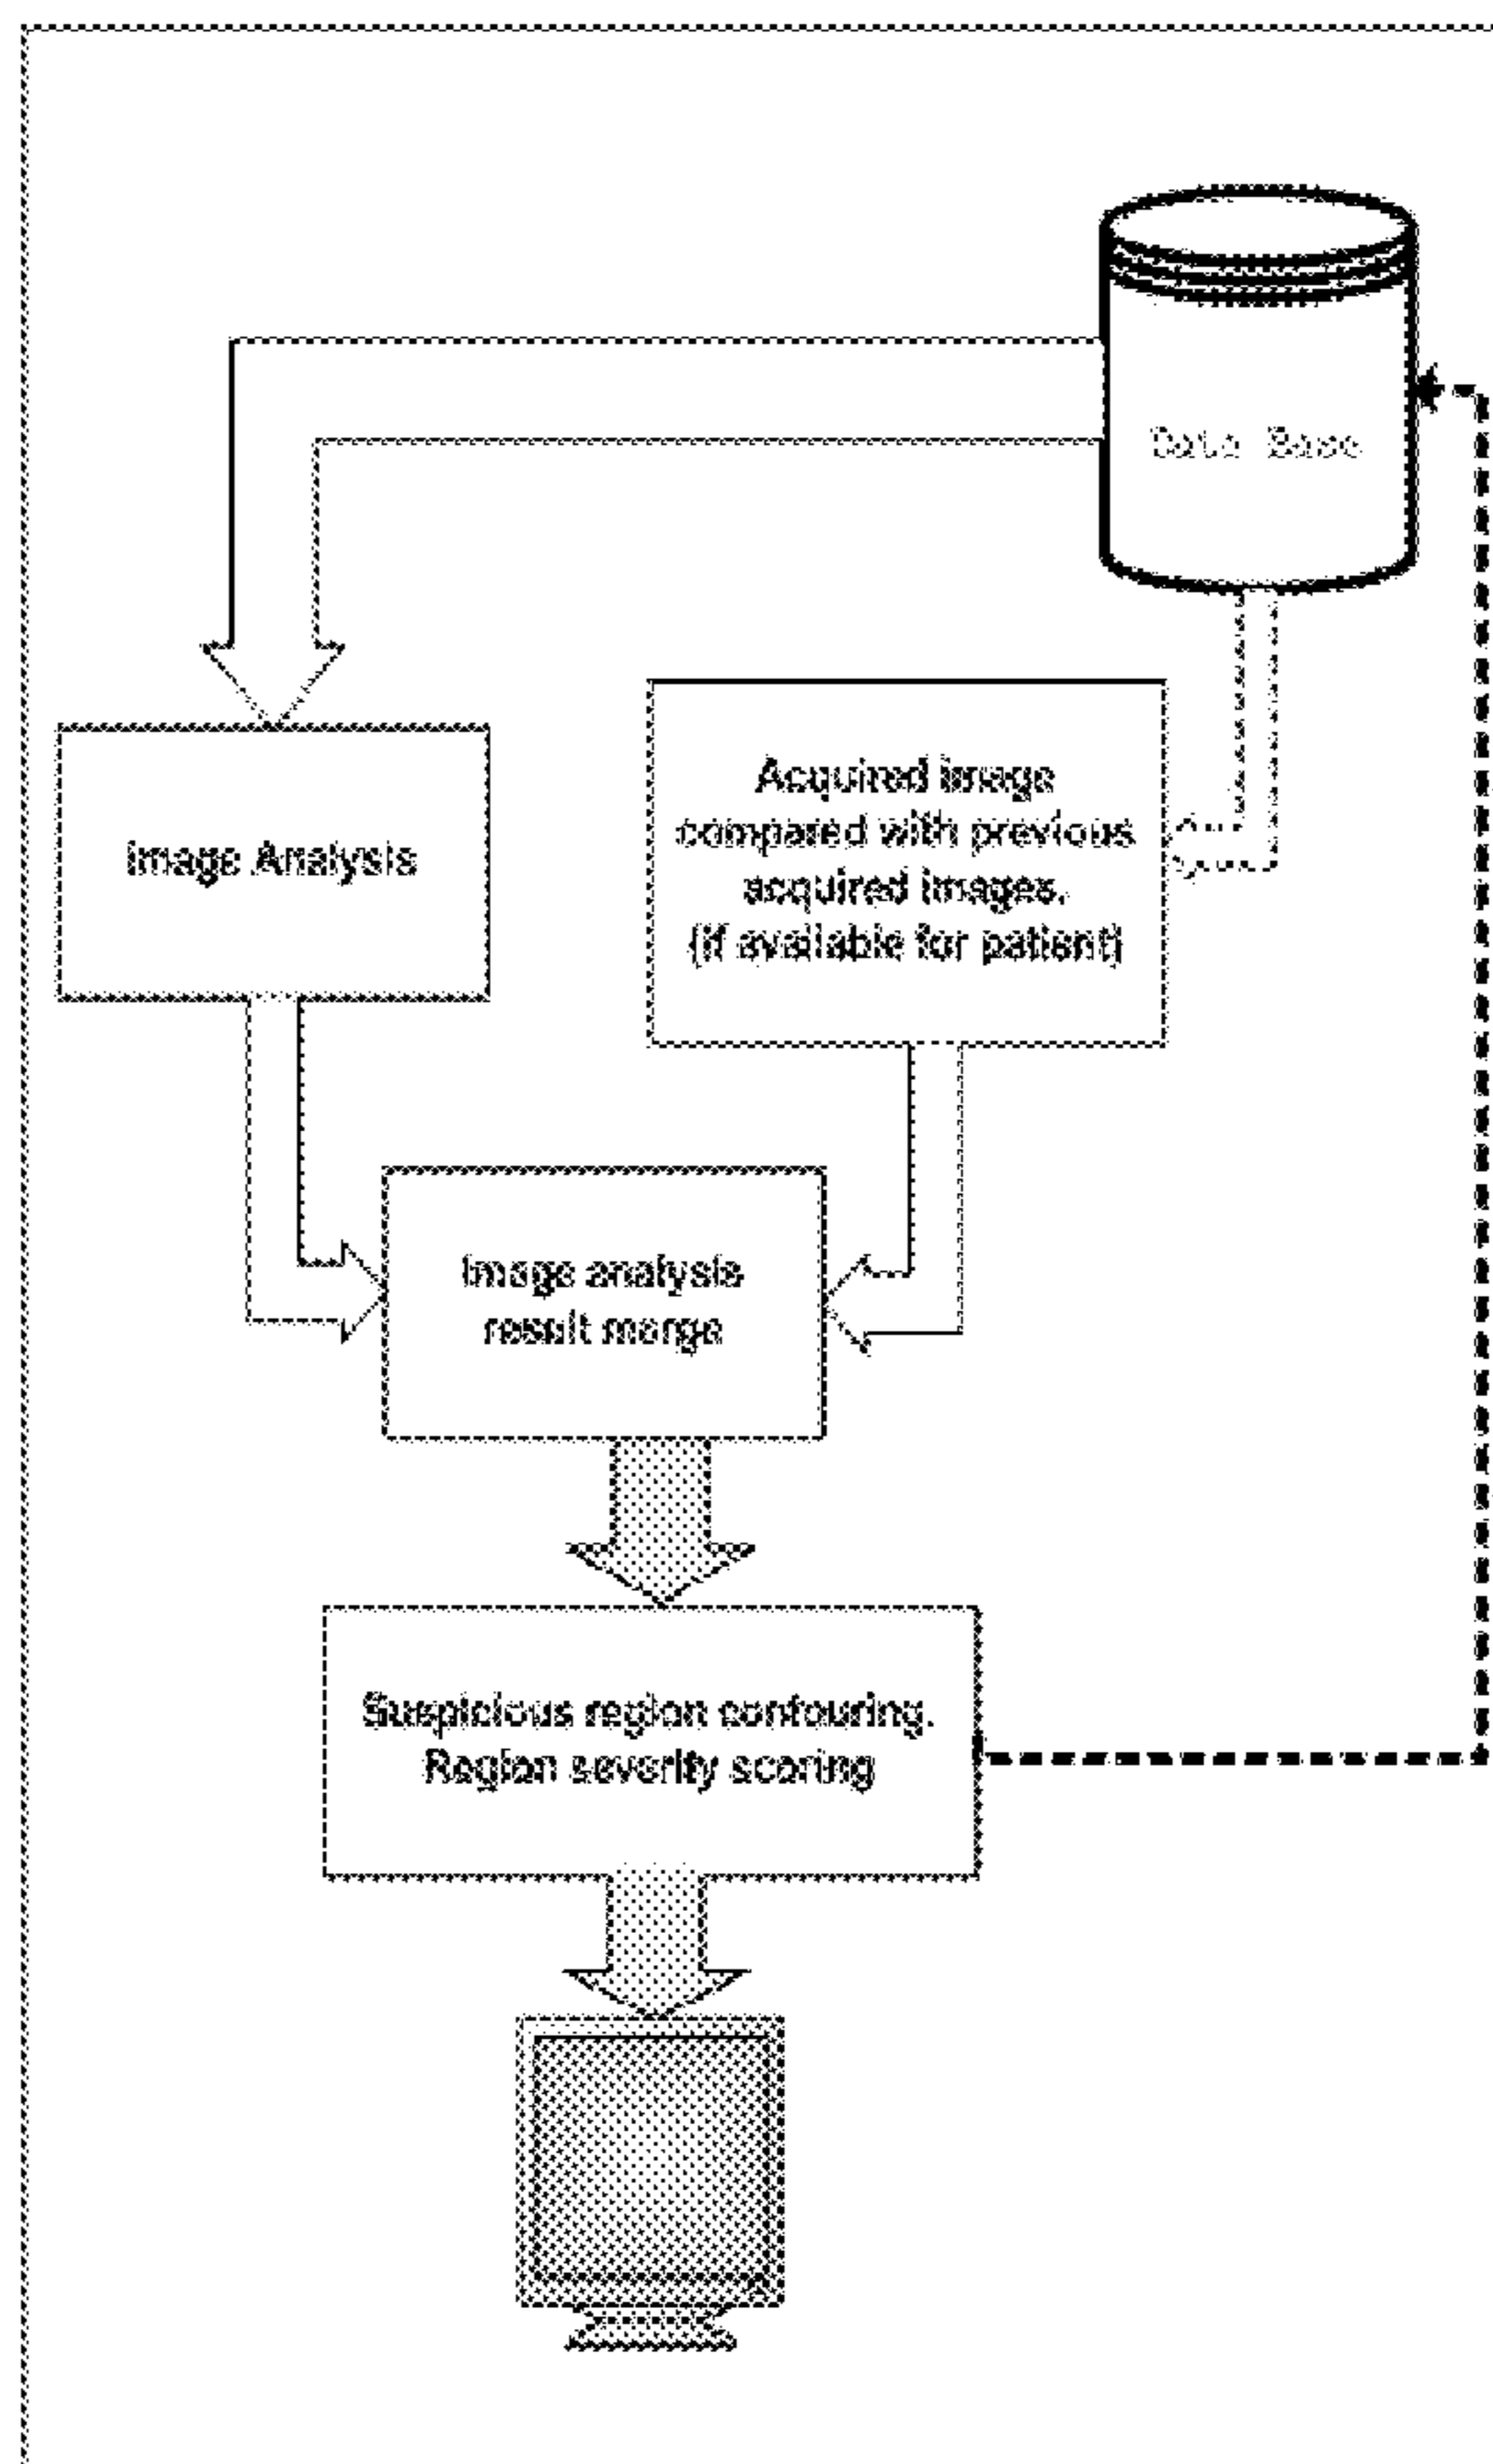 Data Base
Image Analysis
Acquired image
compared with previous
acquired images.
(if available for patient)
Image analysis
result merge
Suspicious region contouring.
Region severity scoring